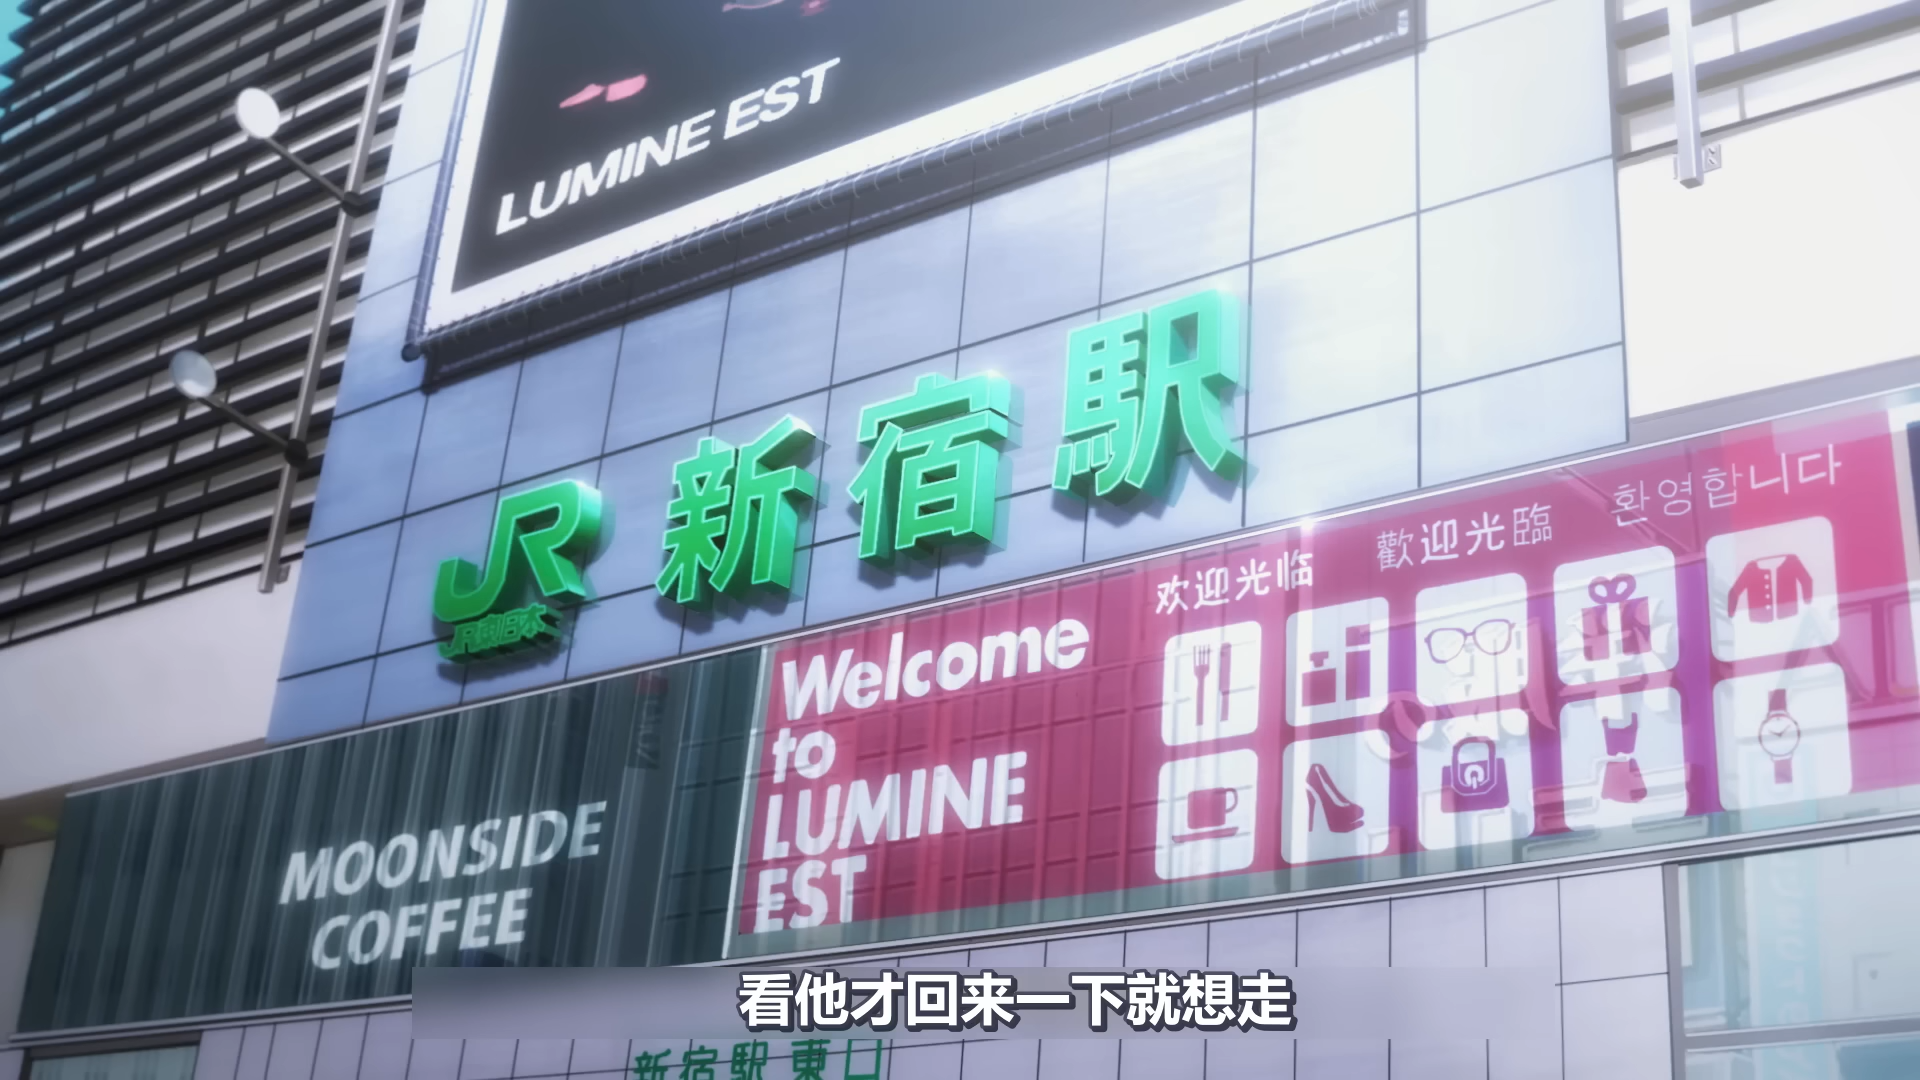 LUMINE EST
JR 新宿駅
JR東日本
欢迎光临
歡迎光臨
환영합니다
Welcome
to
LUMINE
EST
MOONSIDE
COFFEE
看他才回来一下就想走
新宿駅 東口